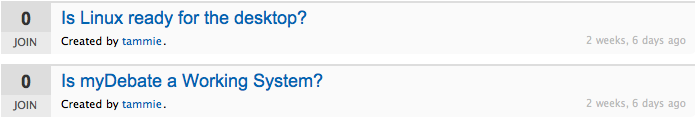 0 Is Linux ready for the desktop?
JOIN Created by tammie. 2 weeks, 6 days ago
0 Is myDebate a Working System?
JOIN Created by tammie. 2 weeks, 6 days ago